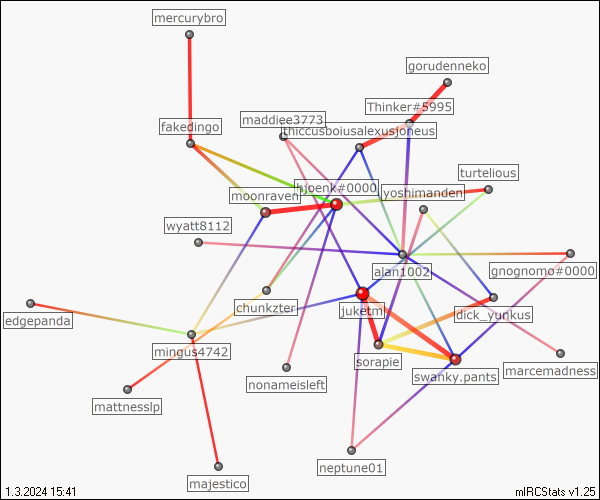 mercurybro
gorudenneko
Thinker#5995
maddiee3773
fakedingo
thiccusboiusalexusjoneus
turtelious
hipenk#0000
yoshimanden
moonraven
wyatt8112
alan1002
gnognomo#0000
chunkzter
juketml
dick_yunkus
edgepanda
mingus4742
sorapie
marcemadness
swanky.pants
nonameisleft
mattnesslp
neptune01
majestico
1.3.2024 15:41
mIRCStats v1.25